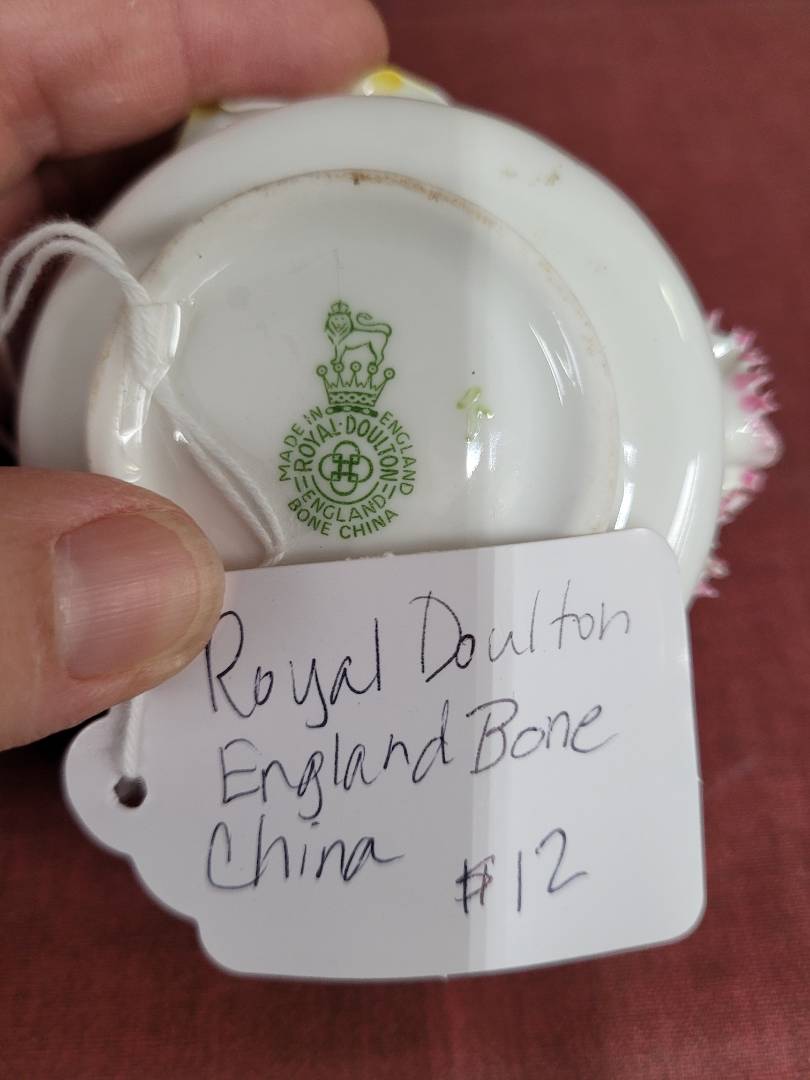 MADE IN ENGLAND
ROYAL·DOULTON
ENGLAND
BONE CHINA
Royal Doulton
England Bone
China $12